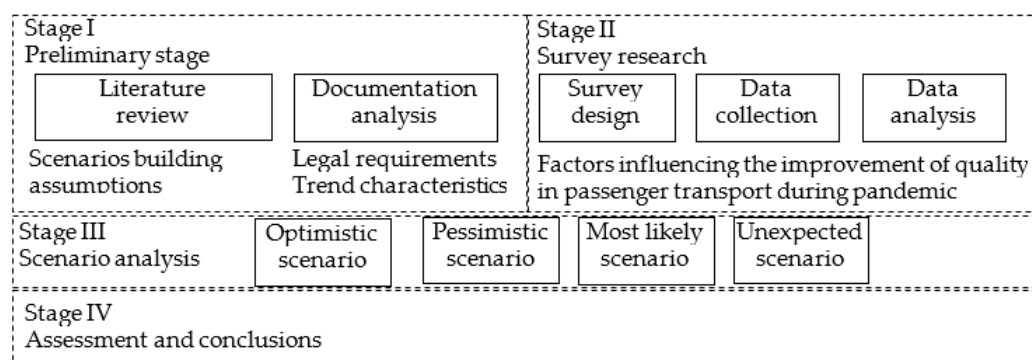 Stage I
Preliminary stage
Literature
review
Documentation
analysis
Scenarios building
assumptions
Legal requirements
Trend characteristics
Stage II
Survey research
Survey
design
Data
collection
Data
analysis
Factors influencing the improvement of quality
in passenger transport during pandemic
Stage III
Scenario analysis
Optimistic
scenario
Pessimistic
scenario
Most likely
scenario
Unexpected
scenario
Stage IV
Assessment and conclusions